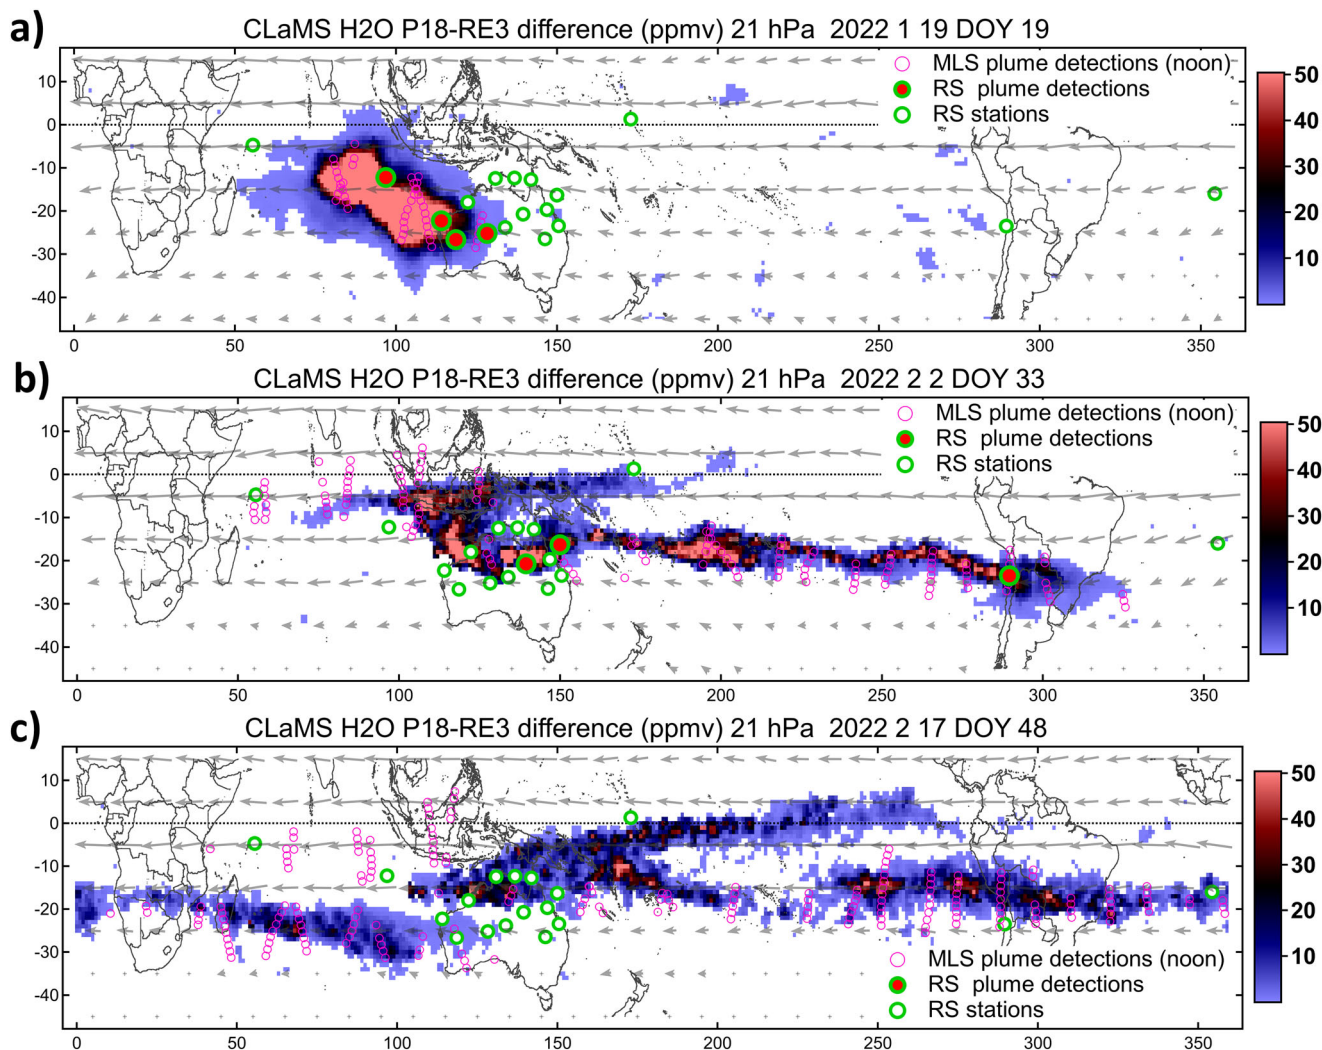 a)
CLaMS H2O P18-RE3 difference (ppmv) 21 hPa 2022 1 19 DOY 19
MLS plume detections (noon)
RS plume detections
RS stations
10
0
-10
-20
-30
-40
0 50 100 150 200 250 300 350
50
40
30
20
10
b)
CLaMS H2O P18-RE3 difference (ppmv) 21 hPa 2022 2 2 DOY 33
MLS plume detections (noon)
RS plume detections
RS stations
10
0
-10
-20
-30
-40
0 50 100 150 200 250 300 350
50
40
30
20
10
c)
CLaMS H2O P18-RE3 difference (ppmv) 21 hPa 2022 2 17 DOY 48
10
0
-10
-20
-30
-40
MLS plume detections (noon)
RS plume detections
RS stations
0 50 100 150 200 250 300 350
50
40
30
20
10